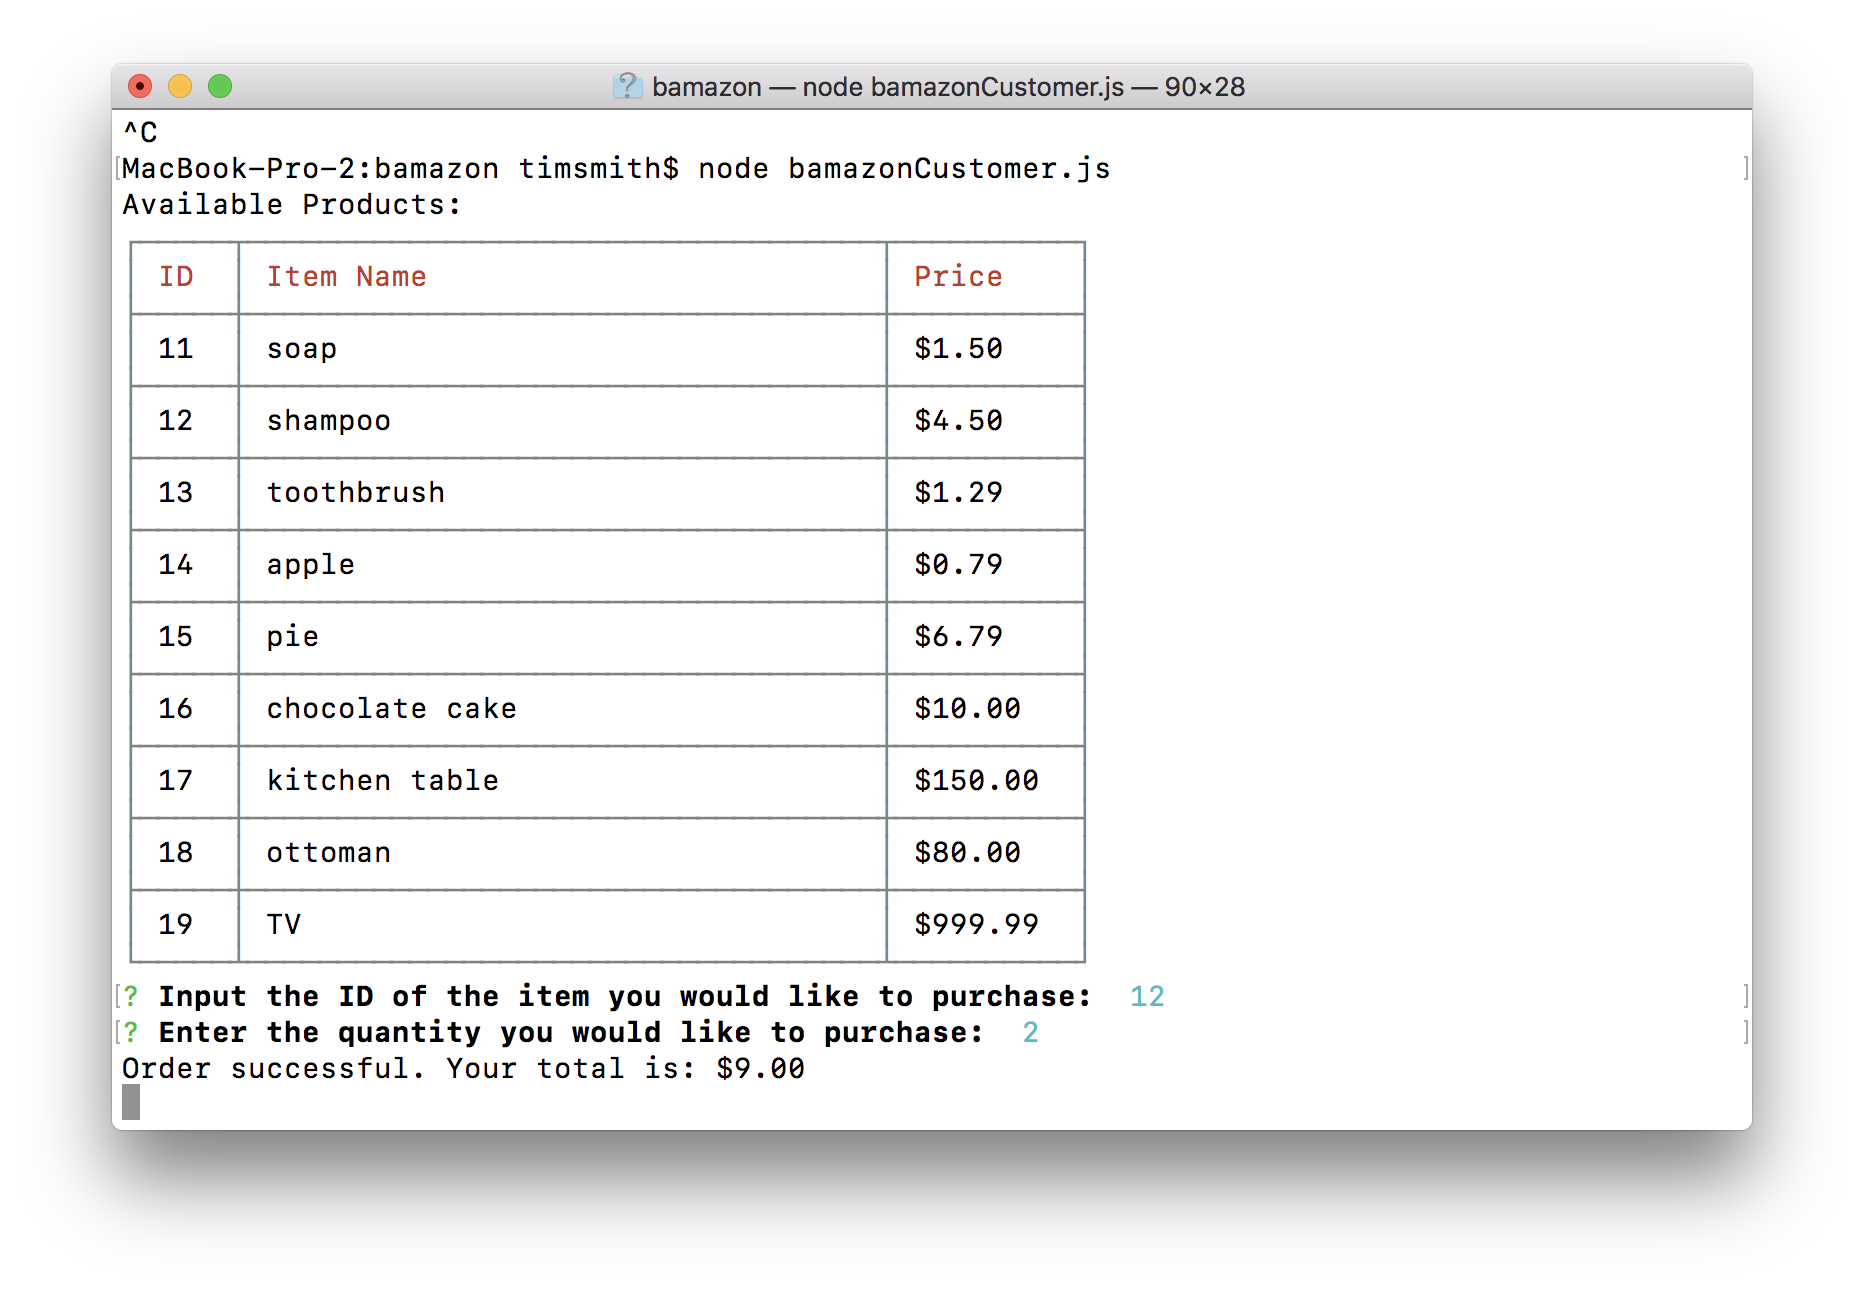 bamazon — node bamazonCustomer.js — 90×28
^C
[MacBook-Pro-2:bamazon timsmith$ node bamazonCustomer.js ]
Available Products:
ID Item Name Price
11 soap $1.50
12 shampoo $4.50
13 toothbrush $1.29
14 apple $0.79
15 pie $6.79
16 chocolate cake $10.00
17 kitchen table $150.00
18 ottoman $80.00
19 TV $999.99
[? Input the ID of the item you would like to purchase: 12 ]
[? Enter the quantity you would like to purchase: 2 ]
Order successful. Your total is: $9.00